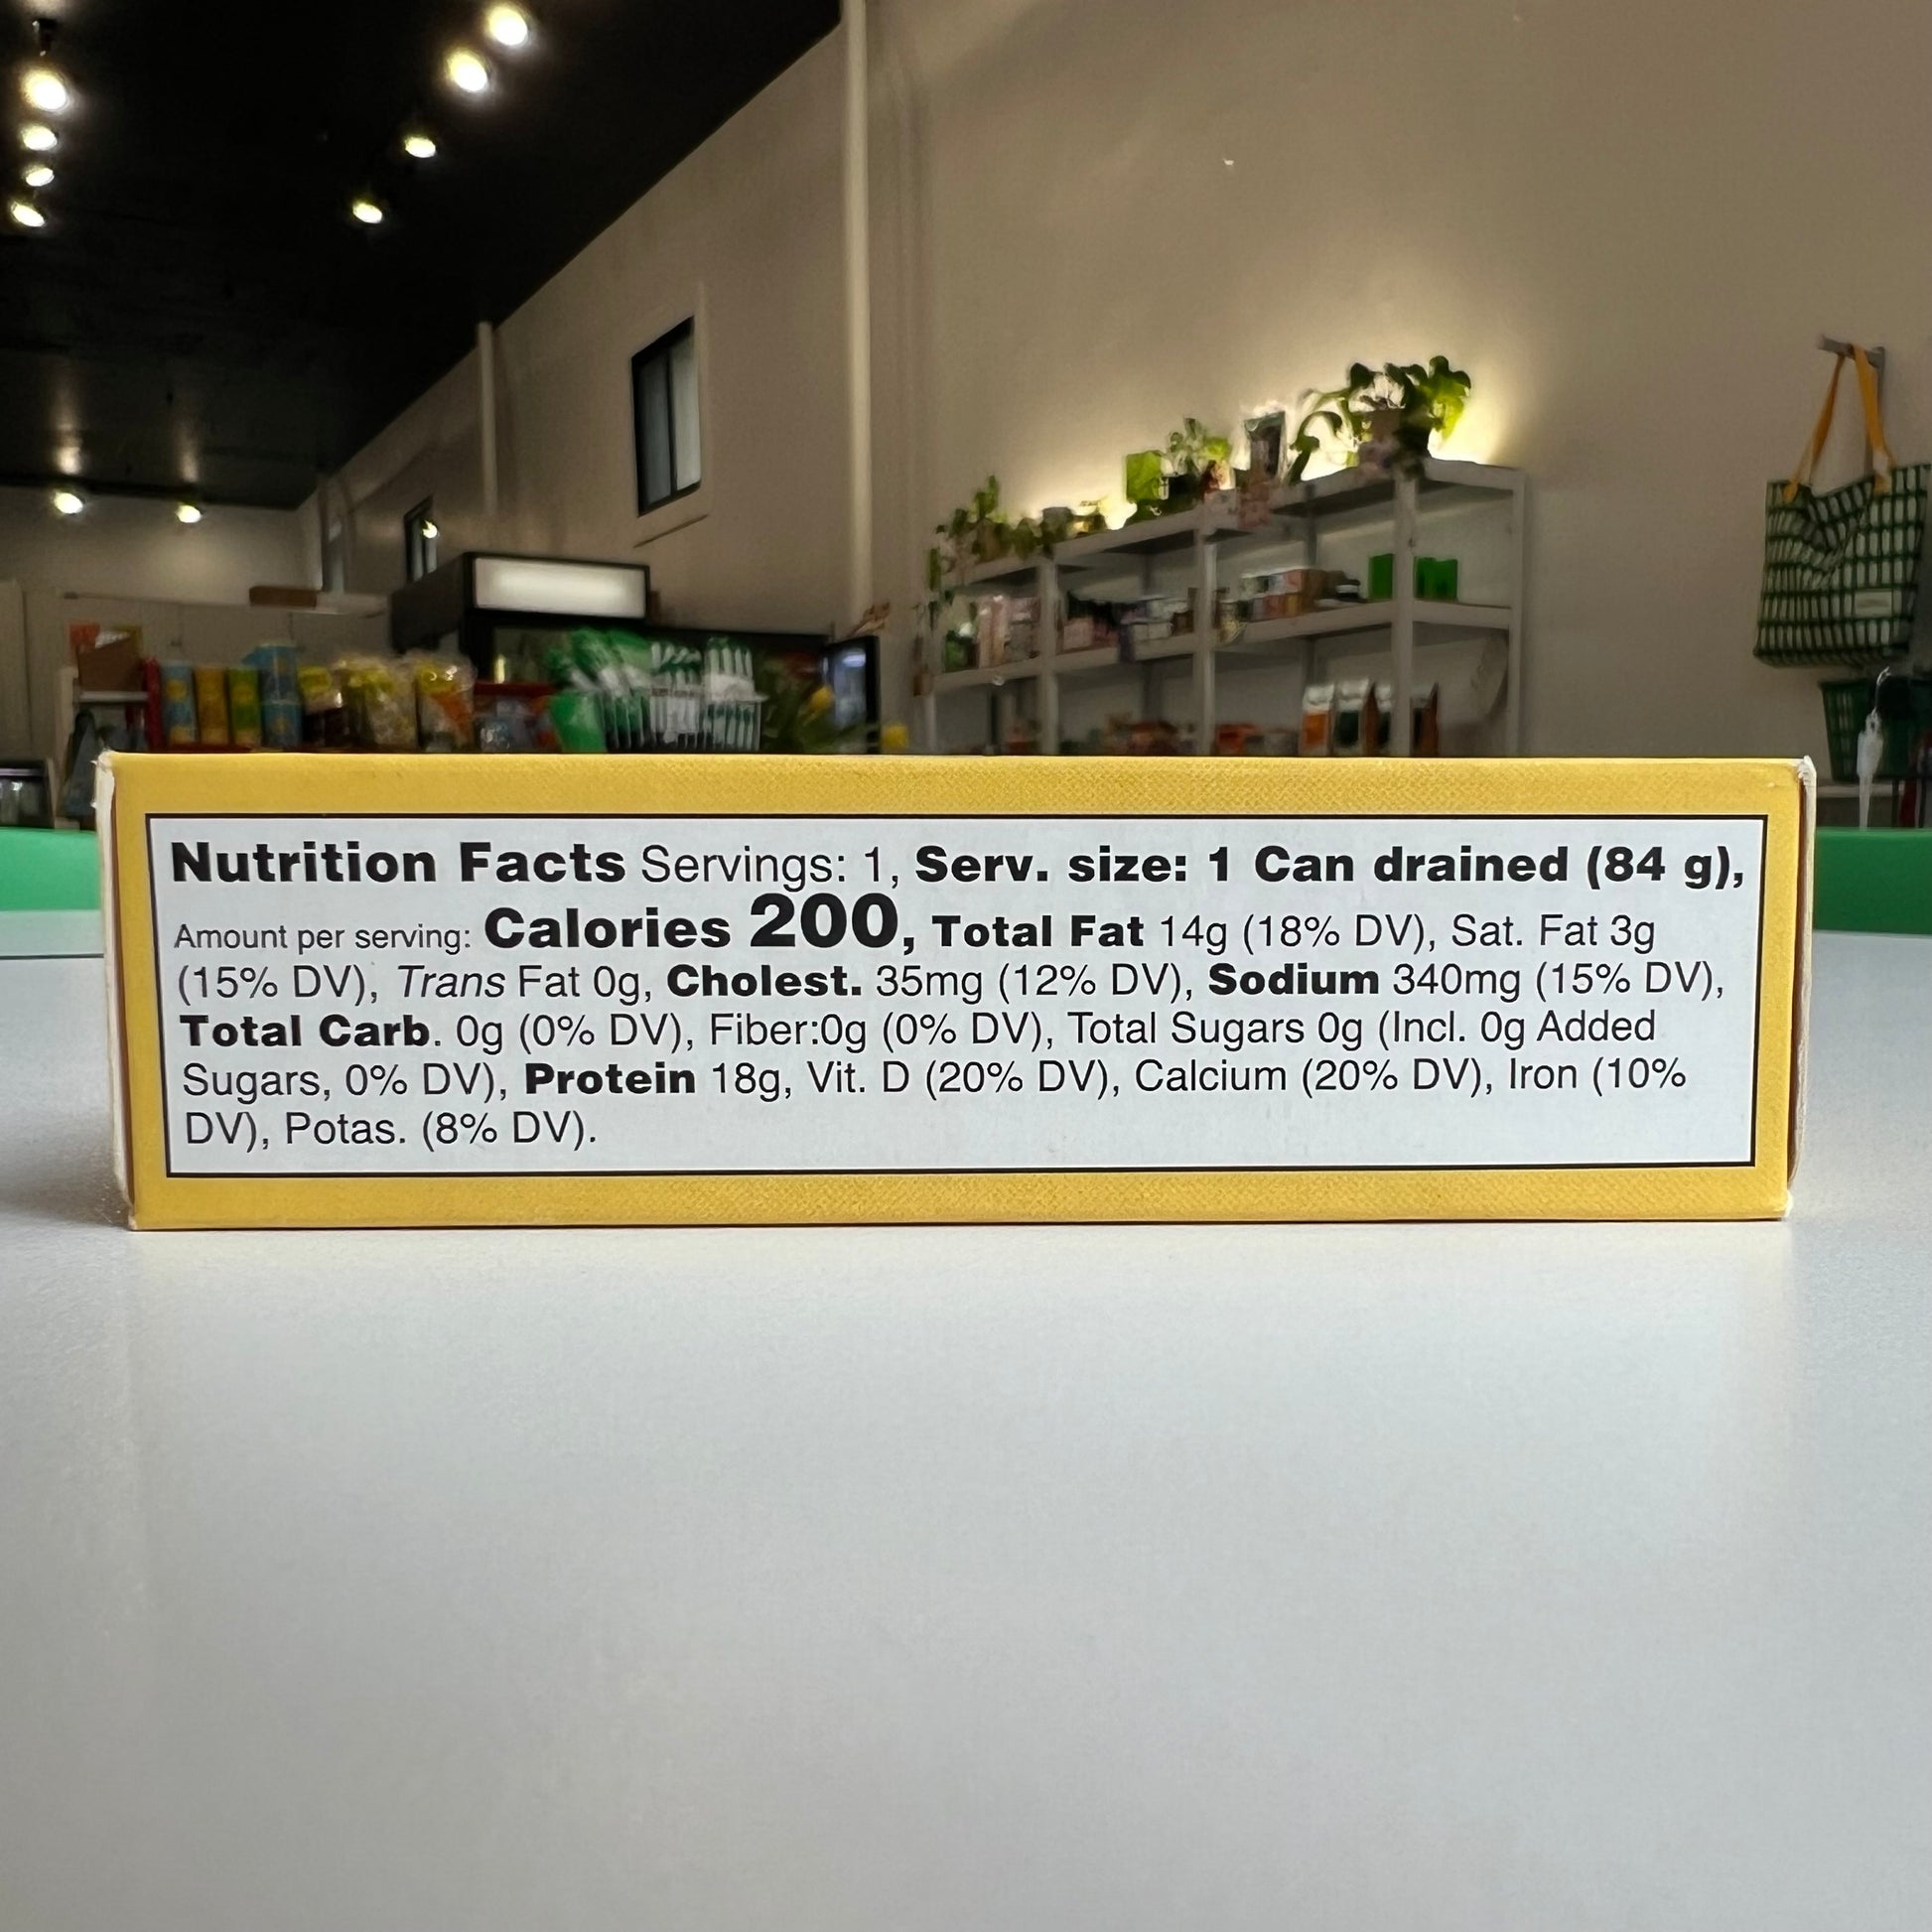 Nutrition Facts Servings: 1, Serv. size: 1 Can drained (84 g),
Amount per serving: Calories 200, Total Fat 14g (18% DV), Sat. Fat 3g
(15% DV), Trans Fat 0g, Cholest. 35mg (12% DV), Sodium 340mg (15% DV),
Total Carb. 0g (0% DV), Fiber:0g (0% DV), Total Sugars 0g (Incl. 0g Added
Sugars, 0% DV), Protein 18g, Vit. D (20% DV), Calcium (20% DV), Iron (10%
DV), Potas. (8% DV).